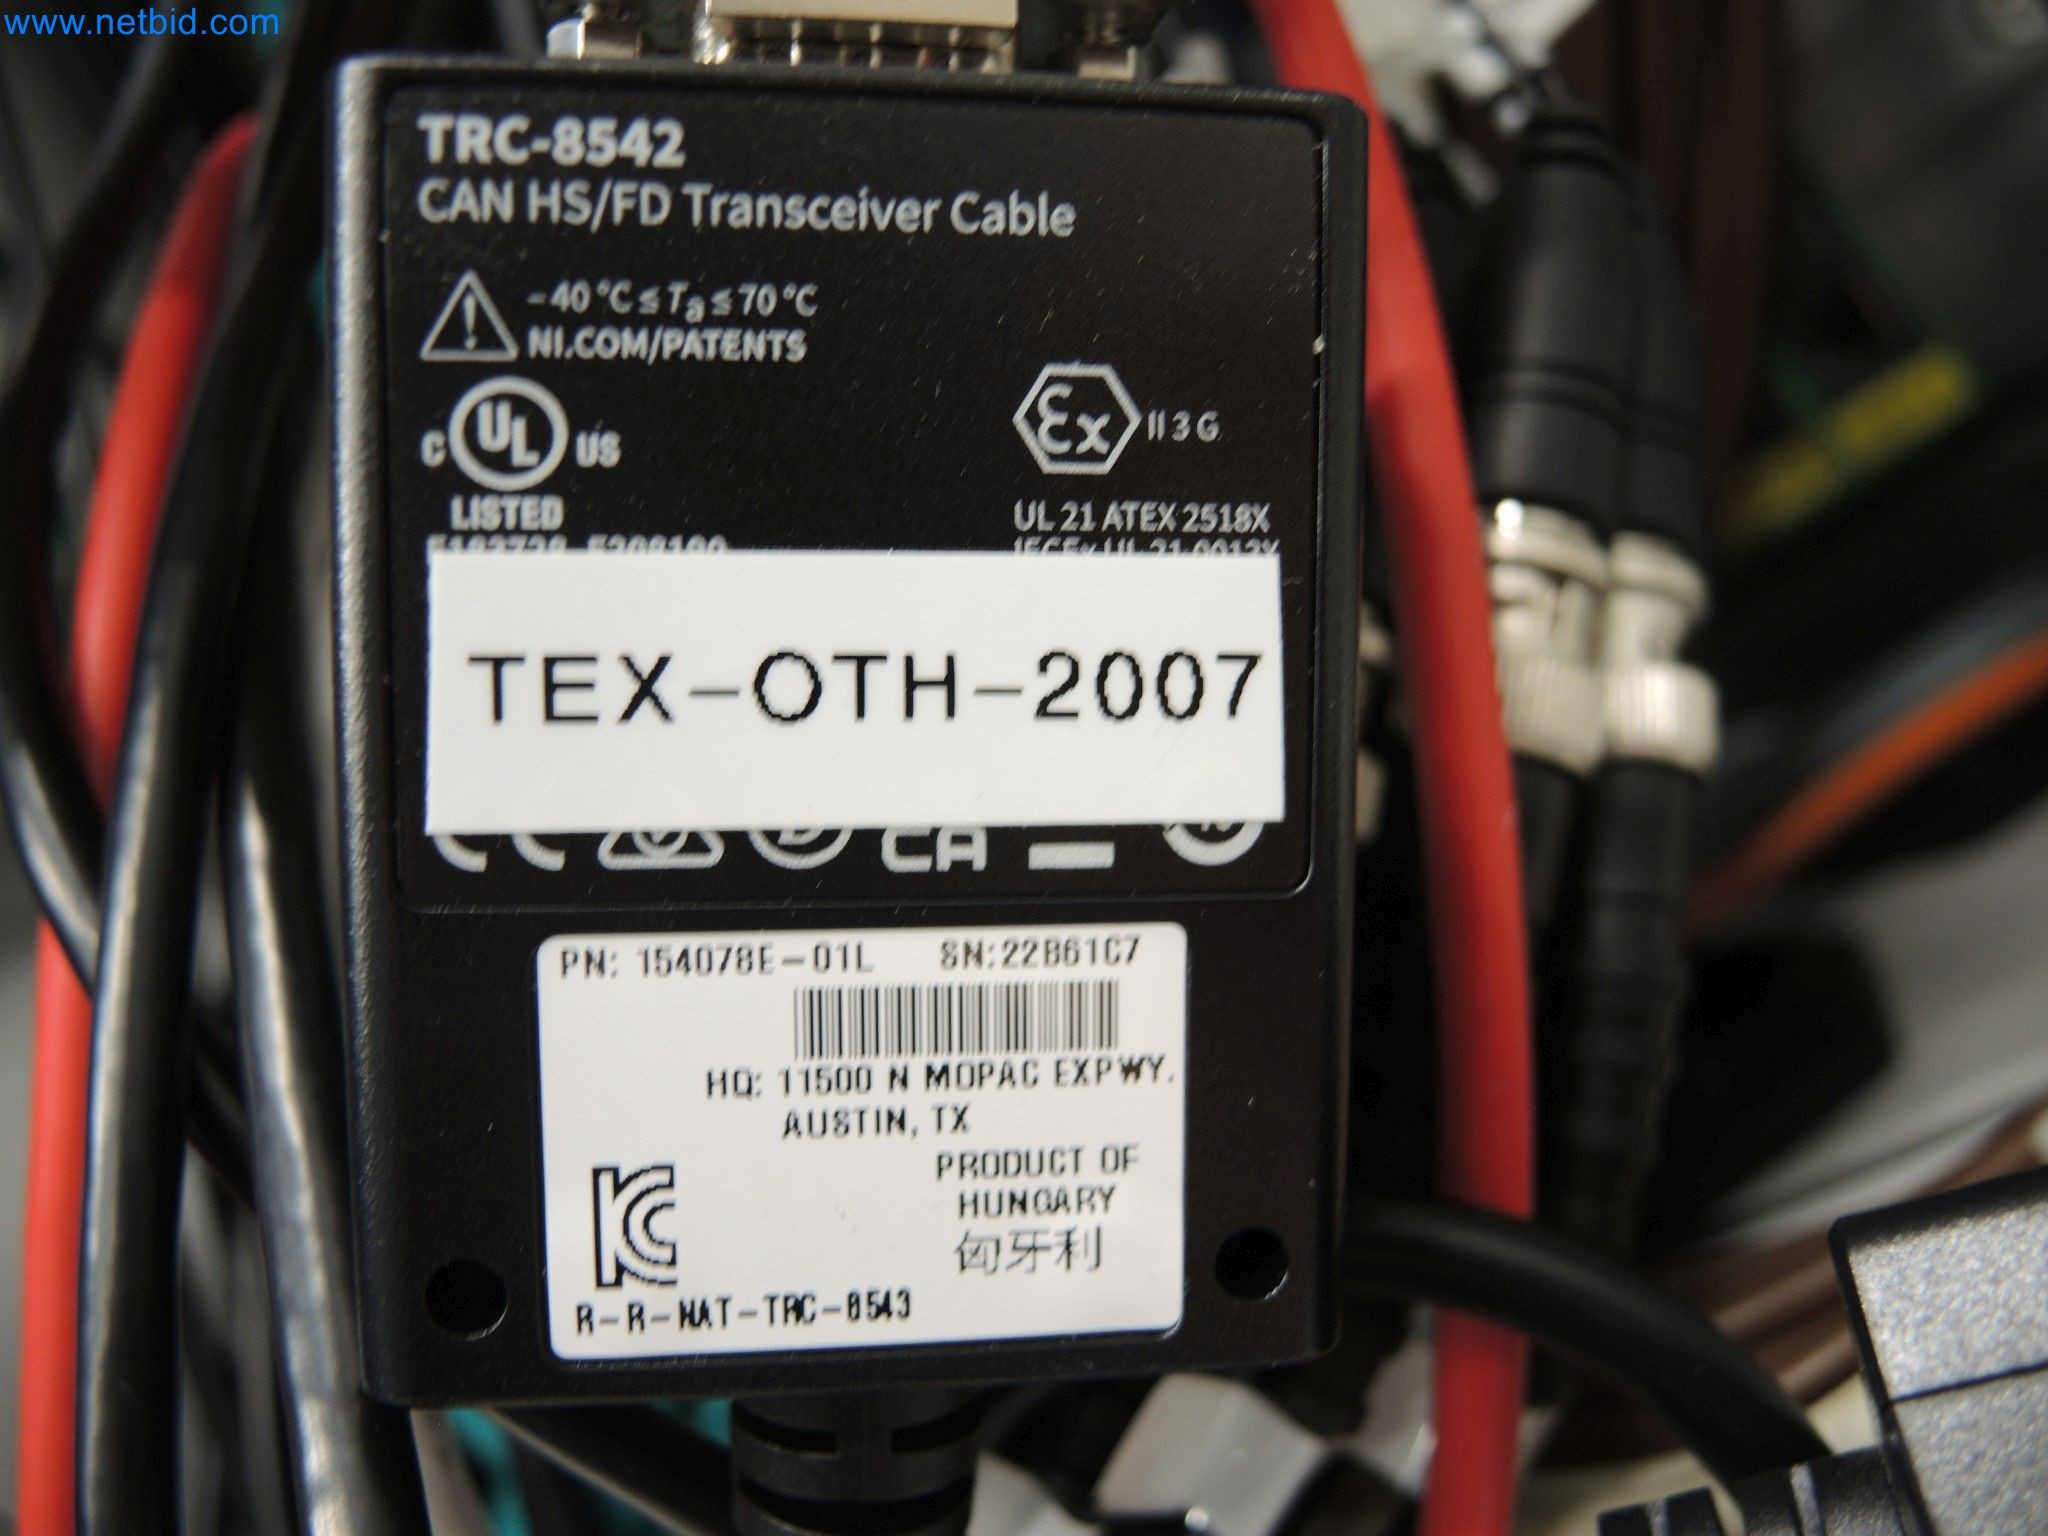 www.netbid.com
TRC-8542
CAN HS/FD Transceiver Cable
-40 °C ≤ Ta ≤ 70 °C
NI.COM/PATENTS
C UL US
LISTED
Ex II 3 G
UL 21 ATEX 2518X
TEX-OTH-2007
PN: 154078E-01L SN:22B61C7
HQ: 11500 N MOPAC EXPWY.
AUSTIN, TX
PRODUCT OF
HUNGARY
匈牙利
R-R-NAT-TRC-8543